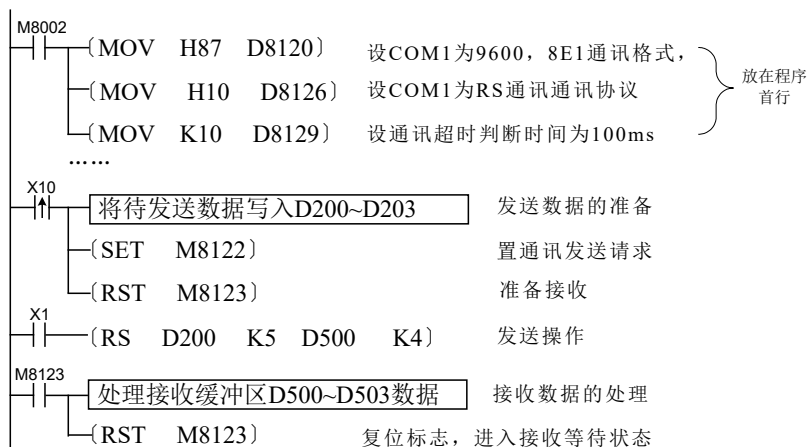 M8002
〔MOV H87 D8120〕 设COM1为9600，8E1通讯格式，
〔MOV H10 D8126〕 设COM1为RS通讯通讯协议
〔MOV K10 D8129〕 设通讯超时判断时间为100ms
放在程序
首行
……
X10
将待发送数据写入D200~D203 发送数据的准备
〔SET M8122〕 置通讯发送请求
〔RST M8123〕 准备接收
X1
〔RS D200 K5 D500 K4〕 发送操作
M8123
处理接收缓冲区D500~D503数据 接收数据的处理
〔RST M8123〕 复位标志，进入接收等待状态